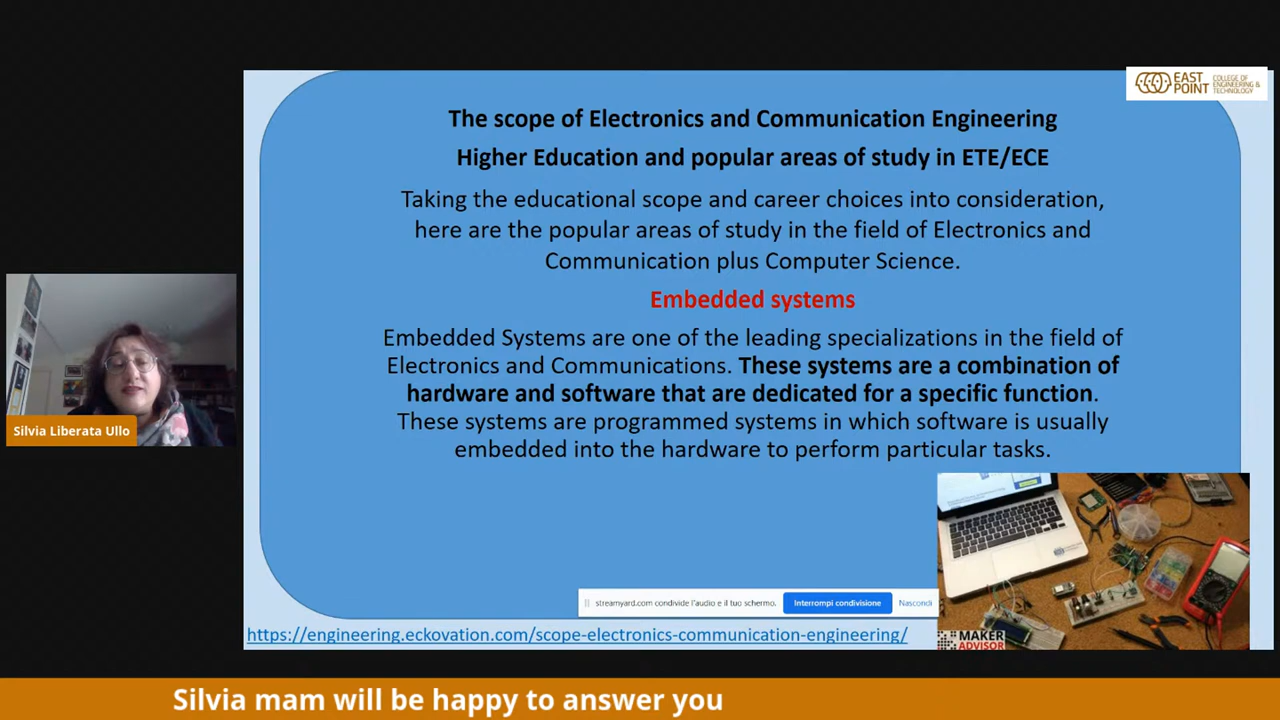 EAST POINT
COLLEGE OF ENGINEERING & TECHNOLOGY
The scope of Electronics and Communication Engineering
Higher Education and popular areas of study in ETE/ECE
Taking the educational scope and career choices into consideration,
here are the popular areas of study in the field of Electronics and
Communication plus Computer Science.
Embedded systems
Embedded Systems are one of the leading specializations in the field of
Electronics and Communications. These systems are a combination of
hardware and software that are dedicated for a specific function.
These systems are programmed systems in which software is usually
embedded into the hardware to perform particular tasks.
Silvia Liberata Ullo
streamyard.com condivide l'audio e il tuo schermo.
Interrompi condivisione
Nascondi
https://engineering.eckovation.com/scope-electronics-communication-engineering/
MAKER
ADVISOR
Silvia mam will be happy to answer you